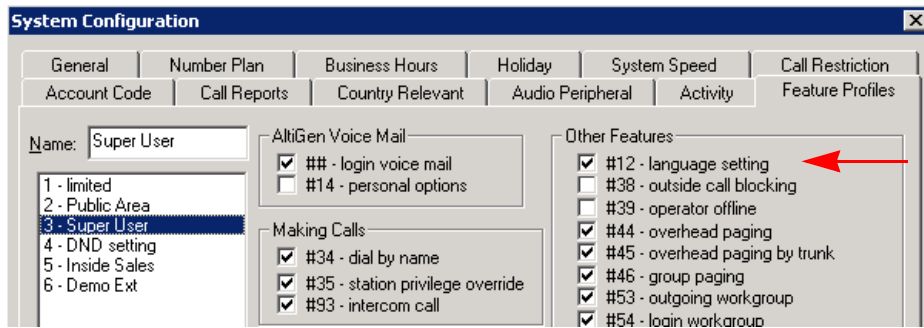 System Configuration
General Number Plan Business Hours Holiday System Speed Call Restriction
Account Code Call Reports Country Relevant Audio Peripheral Activity Feature Profiles
Name: Super User
1 - limited
2 - Public Area
3 - Super User
4 - DND setting
5 - Inside Sales
6 - Demo Ext
AltiGen Voice Mail
## - login voice mail
#14 - personal options
Making Calls
#34 - dial by name
#35 - station privilege override
#93 - intercom call
Other Features
#12 - language setting
#38 - outside call blocking
#39 - operator offline
#44 - overhead paging
#45 - overhead paging by trunk
#46 - group paging
#53 - outgoing workgroup
#54 - login workgroup